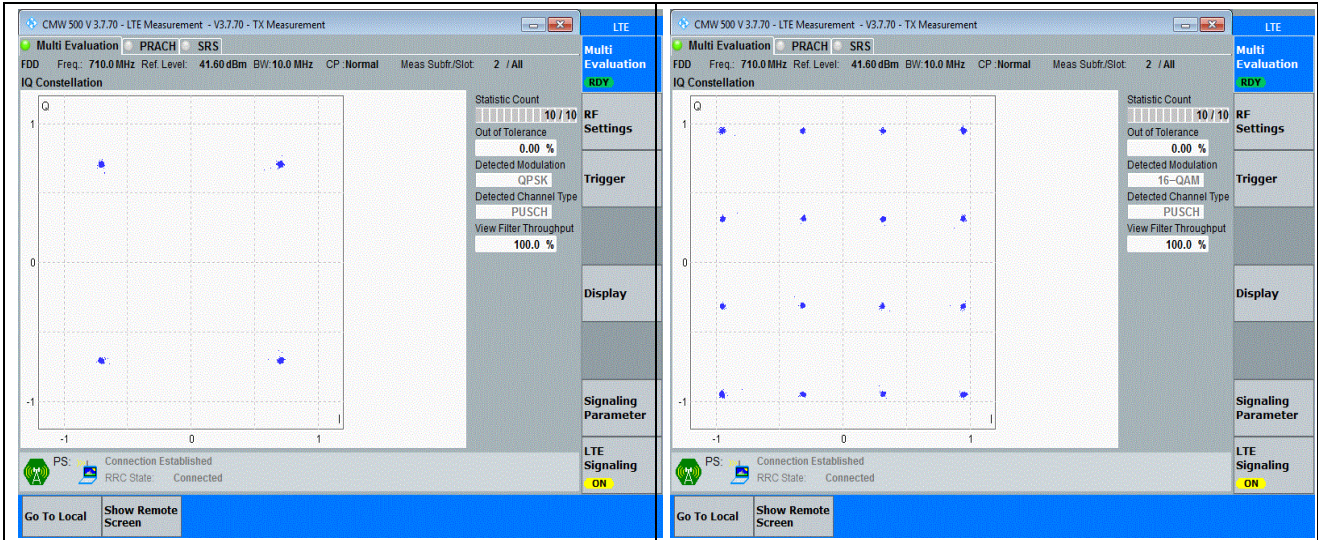 CMW 500 V 3.7.70 - LTE Measurement - V3.7.70 - TX Measurement
LTE
Multi Evaluation PRACH SRS
Multi
Evaluation
RDY
FDD Freq.: 710.0 MHz Ref. Level: 41.60 dBm BW: 10.0 MHz CP : Normal Meas Subfr./Slot: 2 / All
IQ Constellation
Q
1
0
-1
-1 0 1
I
Statistic Count
10 / 10
Out of Tolerance
0.00 %
Detected Modulation
QPSK
Detected Channel Type
PUSCH
View Filter Throughput
100.0 %
RF
Settings
Trigger
Display
Signaling
Parameter
LTE
Signaling
ON
PS: Connection Established
RRC State: Connected
Go To Local
Show Remote
Screen
CMW 500 V 3.7.70 - LTE Measurement - V3.7.70 - TX Measurement
LTE
Multi Evaluation PRACH SRS
Multi
Evaluation
RDY
FDD Freq.: 710.0 MHz Ref. Level: 41.60 dBm BW: 10.0 MHz CP : Normal Meas Subfr./Slot: 2 / All
IQ Constellation
Q
1
0
-1
-1 0 1
I
Statistic Count
10 / 10
Out of Tolerance
0.00 %
Detected Modulation
16-QAM
Detected Channel Type
PUSCH
View Filter Throughput
100.0 %
RF
Settings
Trigger
Display
Signaling
Parameter
LTE
Signaling
ON
PS: Connection Established
RRC State: Connected
Go To Local
Show Remote
Screen